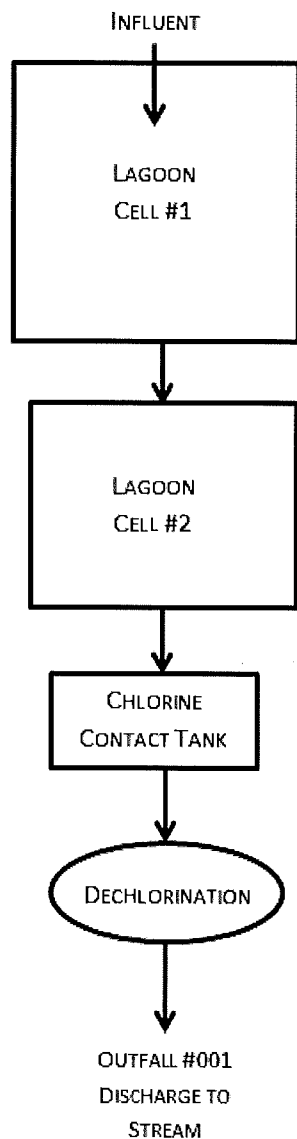 INFLUENT
LAGOON
CELL #1
LAGOON
CELL #2
CHLORINE
CONTACT TANK
DECHLORINATION
OUTFALL #001
DISCHARGE TO
STREAM